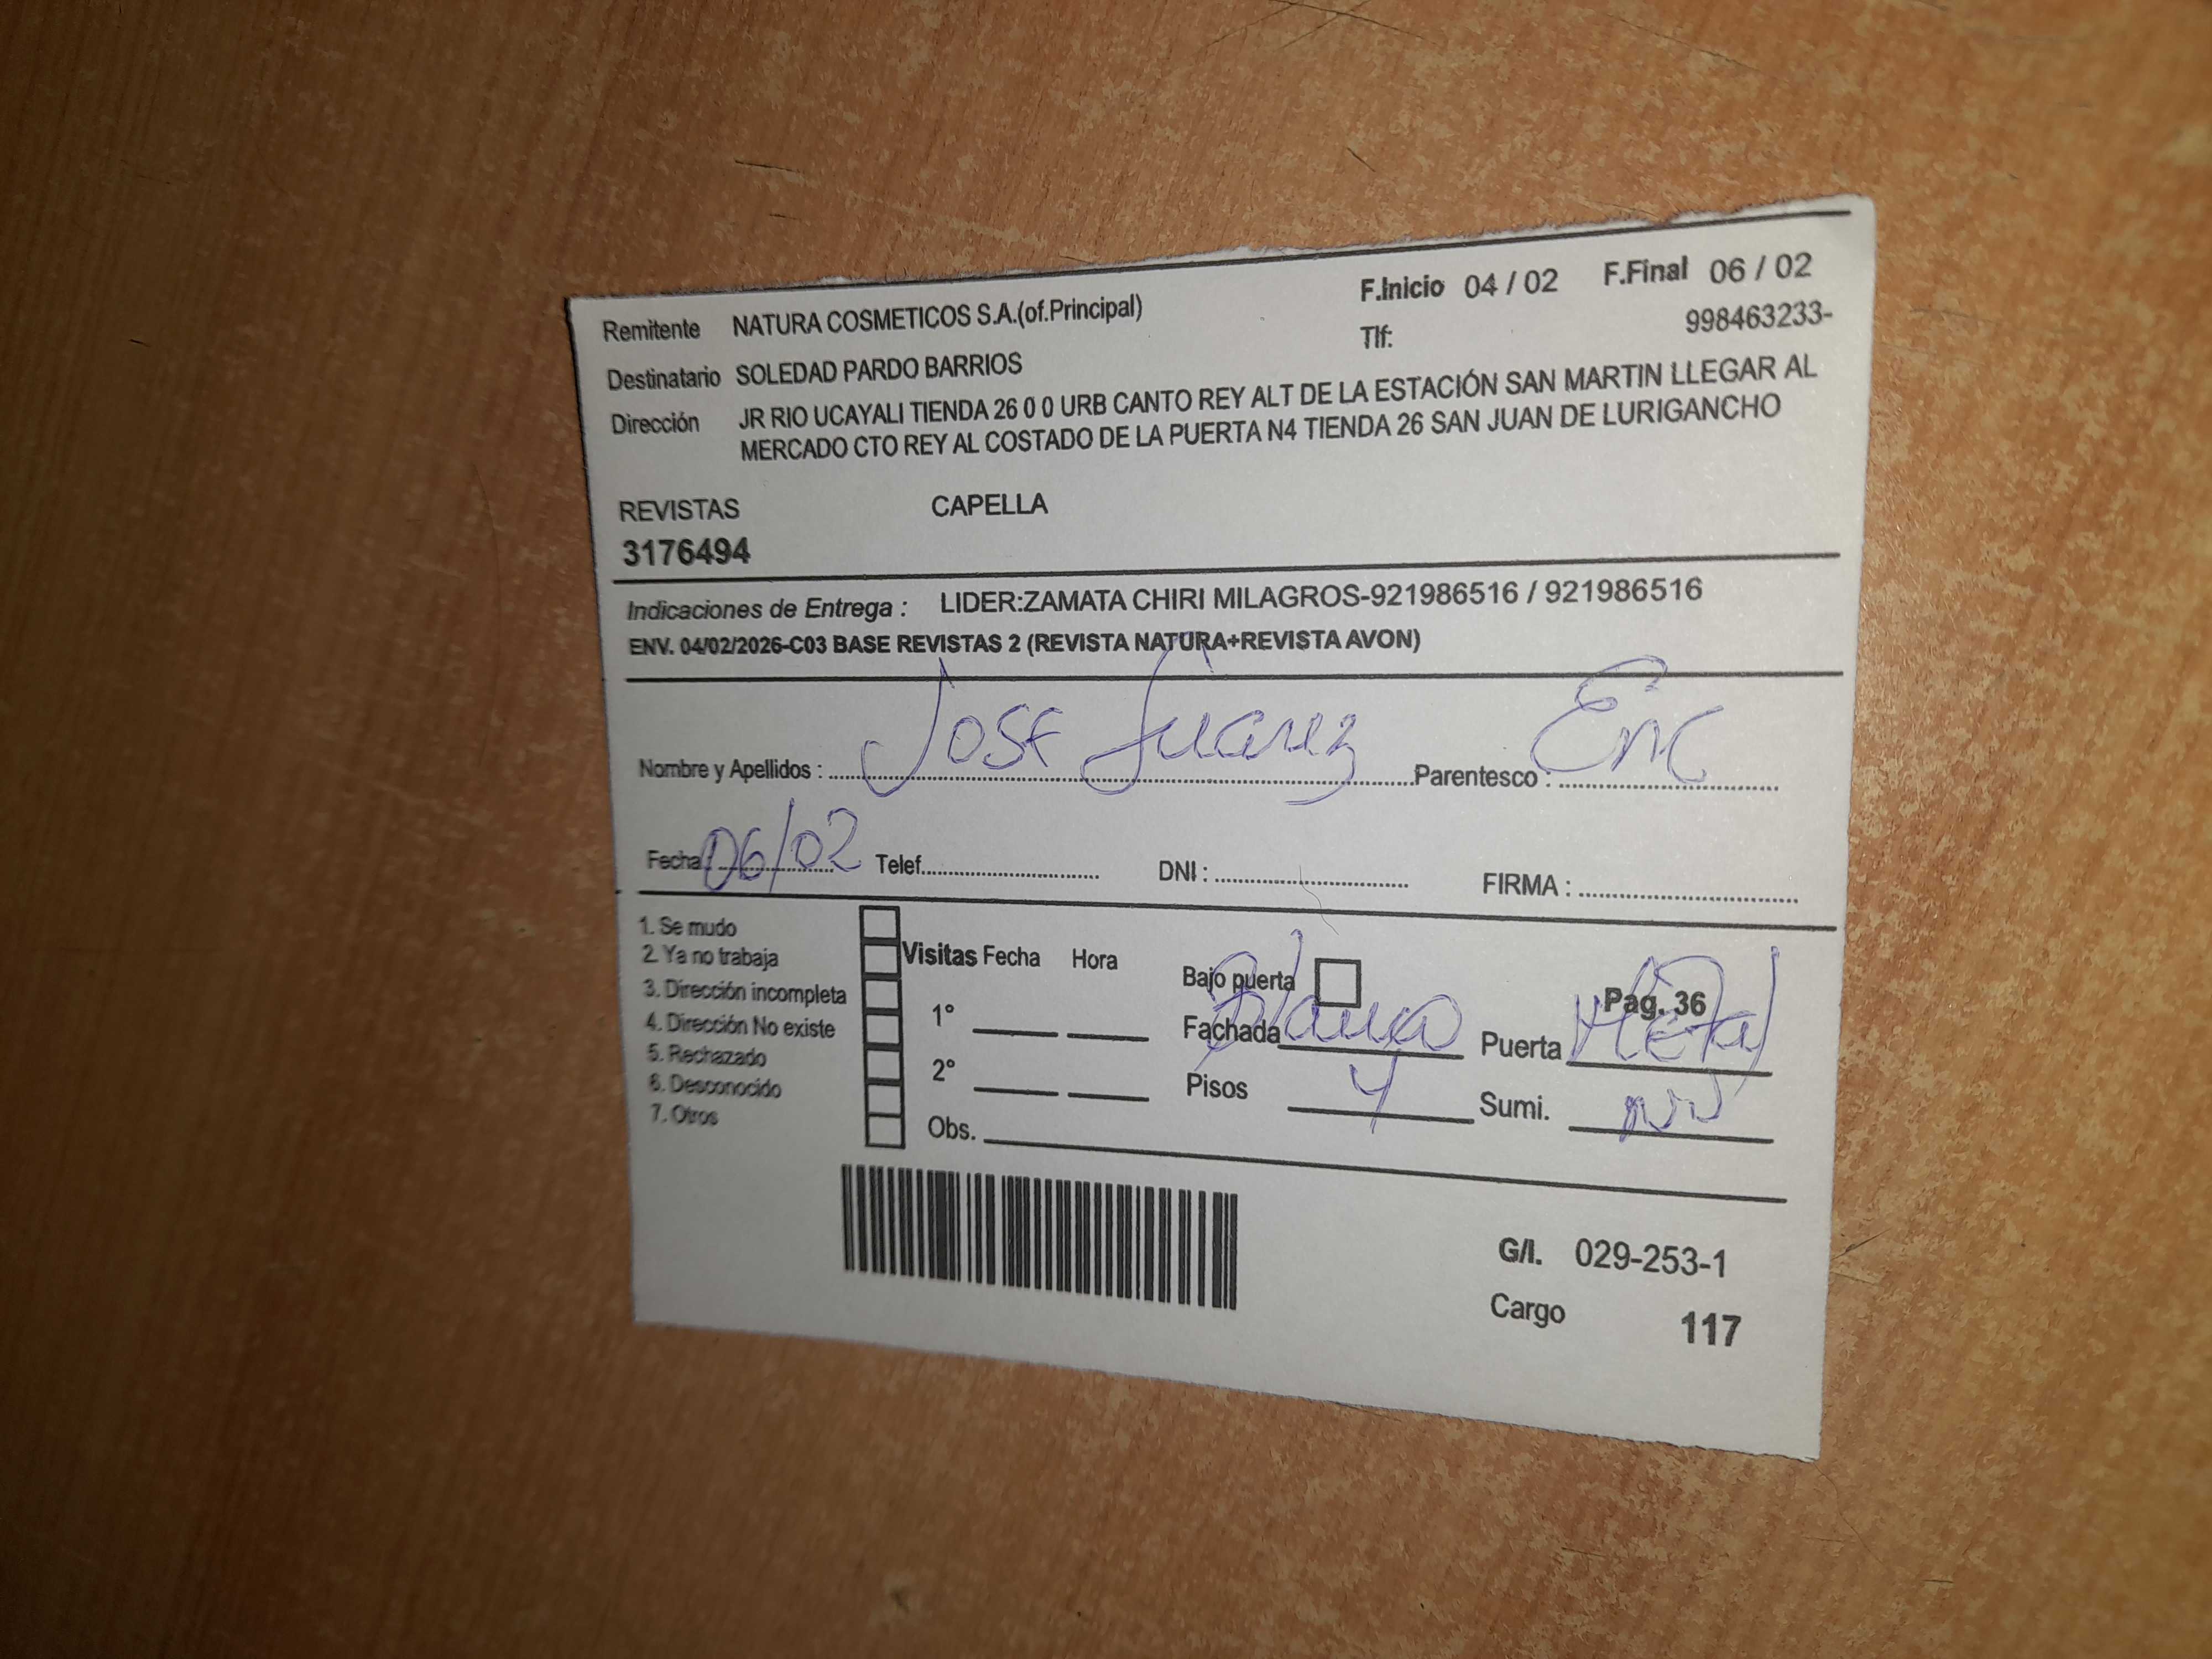 F.Inicio 04 / 02 F.Final 06 / 02
Remitente NATURA COSMETICOS S.A.(of.Principal) Tlf: 998463233-
Destinatario SOLEDAD PARDO BARRIOS
Dirección JR RIO UCAYALI TIENDA 26 0 0 URB CANTO REY ALT DE LA ESTACIÓN SAN MARTIN LLEGAR AL
MERCADO CTO REY AL COSTADO DE LA PUERTA N4 TIENDA 26 SAN JUAN DE LURIGANCHO
REVISTAS CAPELLA
3176494
Indicaciones de Entrega : LIDER:ZAMATA CHIRI MILAGROS-921986516 / 921986516
ENV. 04/02/2026-C03 BASE REVISTAS 2 (REVISTA NATURA+REVISTA AVON)
Nombre y Apellidos : Jose Juarez Parentesco : Enc
Fecha : 06/02 Telef. DNI : FIRMA :
1. Se mudo
2. Ya no trabaja
3. Dirección incompleta
4. Dirección No existe
5. Rechazado
6. Desconocido
7. Otros
Visitas Fecha Hora
1°
2°
Obs.
Bajo puerta Pag. 36
Fachada Blanco Puerta Metal
Pisos 4 Sumi.
G/I. 029-253-1
Cargo 117